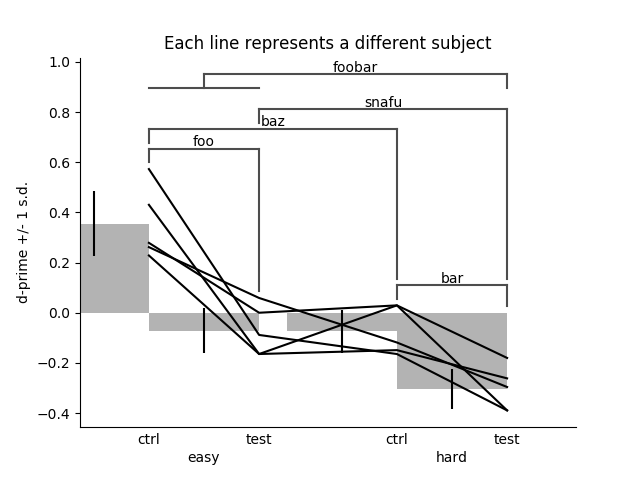 Each line represents a different subject
foobar
snafu
baz
foo
bar
d-prime +/- 1 s.d.
1.0
0.8
0.6
0.4
0.2
0.0
−0.2
−0.4
ctrl test ctrl test
easy hard